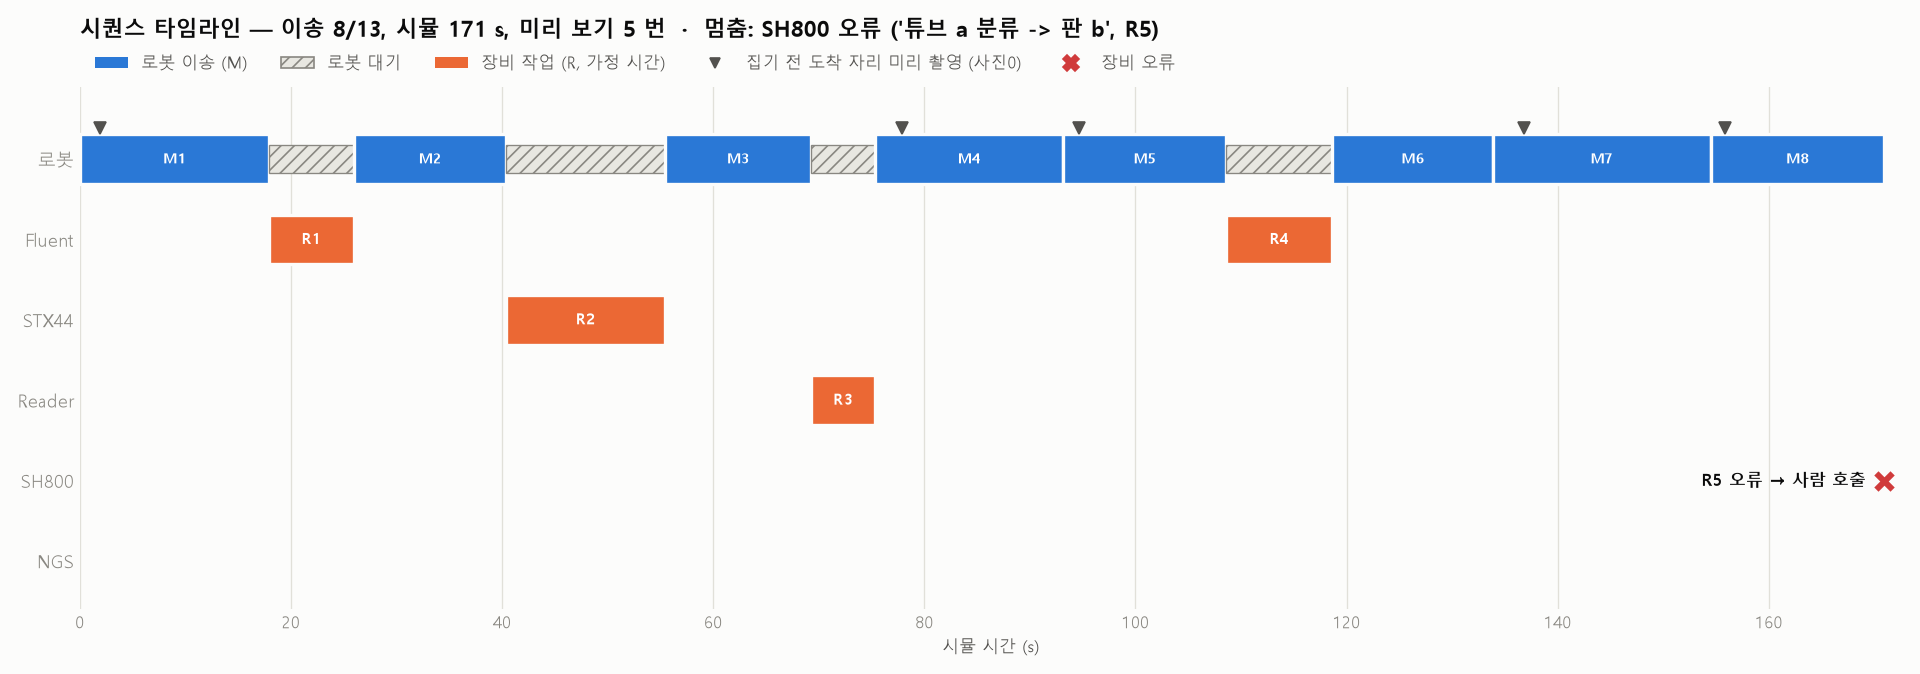 시퀀스 타임라인 — 이송 8/13, 시뮬 171 s, 미리 보기 5 번 · 멈춤: SH800 오류 ('튜브 a 분류 -> 판 b', R5)
로봇 이송 (M) 로봇 대기 장비 작업 (R, 가정 시간) 집기 전 도착 자리 미리 촬영 (사진0) 장비 오류
로봇 M1 M2 M3 M4 M5 M6 M7 M8
Fluent R1 R4
STX44 R2
Reader R3
SH800 R5 오류 → 사람 호출
NGS
0 20 40 60 80 100 120 140 160
시뮬 시간 (s)